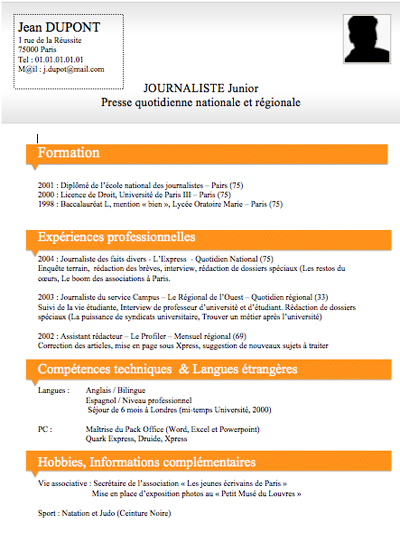 Jean DUPONT
1 rue de la Réussite
75000 Paris
Tel : 01.01.01.01.01
M@il : j.dupot@mail.com
JOURNALISTE Junior
Presse quotidienne nationale et régionale
Formation
2001 : Diplômé de l'école national des journalistes – Pairs (75)
2000 : Licence de Droit, Université de Paris III – Paris (75)
1998 : Baccalauréat L, mention « bien », Lycée Oratoire Marie – Paris (75)
Expériences professionnelles
2004 : Journaliste des faits divers - L'Express - Quotidien National (75)
Enquête terrain, rédaction des brèves, interview, rédaction de dossiers spéciaux (Les restos du
cœurs, Le boom des associations à Paris.
2003 : Journaliste du service Campus – Le Régional de l'Ouest – Quotidien régional (33)
Suivi de la vie étudiante, Interview de professeur d'université et d'étudiant. Rédaction de dossiers
spéciaux (La puissance de syndicats universitaire, Trouver un métier après l'université)
2002 : Assistant rédacteur – Le Profiler – Mensuel régional (69)
Correction des articles, mise en page sous Xpress, suggestion de nouveaux sujets à traiter
Compétences techniques & Langues étrangères
Langues : Anglais / Bilingue
Espagnol / Niveau professionnel
Séjour de 6 mois à Londres (mi-temps Université, 2000)
PC : Maîtrise du Pack Office (Word, Excel et Powerpoint)
Quark Express, Druide, Xpress
Hobbies, Informations complémentaires
Vie associative : Secrétaire de l'association « Les jeunes écrivains de Paris »
Mise en place d'exposition photos au « Petit Musé du Louvres »
Sport : Natation et Judo (Ceinture Noire)